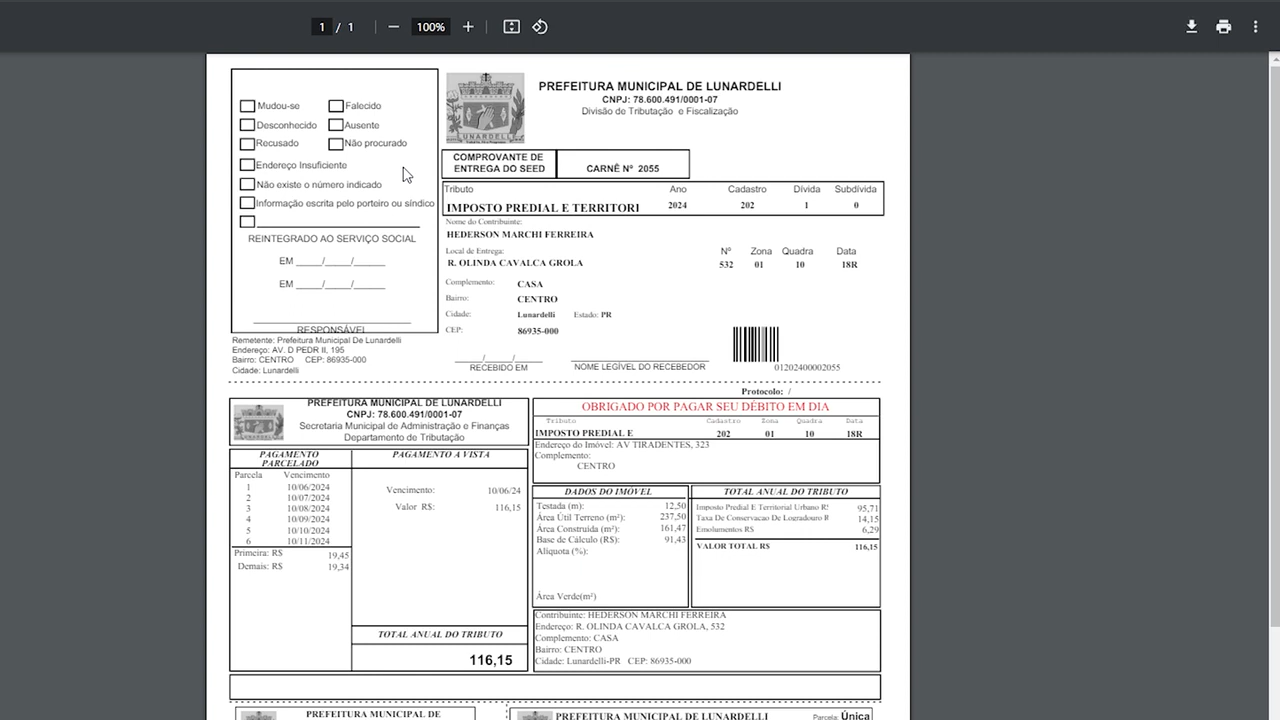 1 / 1
100%
Mudou-se
Falecido
Desconhecido
Ausente
Recusado
Não procurado
Endereço Insuficiente
Não existe o número indicado
Informação escrita pelo porteiro ou síndico
REINTEGRADO AO SERVIÇO SOCIAL
EM _____/_____/______
EM _____/_____/______
RESPONSÁVEL
Remetente: Prefeitura Municipal De Lunardelli
Endereço: AV. D PEDR II, 195
Bairro: CENTRO CEP: 86935-000
Cidade: Lunardelli
LUNARDELLI
PREFEITURA MUNICIPAL DE LUNARDELLI
CNPJ: 78.600.491/0001-07
Divisão de Tributação e Fiscalização
COMPROVANTE DE
ENTREGA DO SEED
CARNÊ Nº 2055
Tributo Ano Cadastro Dívida Subdívida
IMPOSTO PREDIAL E TERRITORI 2024 202 1 0
Nome do Contribuinte:
HEDERSON MARCHI FERREIRA
Local de Entrega: Nº Zona Quadra Data
R. OLINDA CAVALCA GROLA 532 01 10 18R
Complemento: CASA
Bairro: CENTRO
Cidade: Lunardelli Estado: PR
CEP: 86935-000
_____/_____/_____
RECEBIDO EM
NOME LEGÍVEL DO RECEBEDOR
01202400002055
Protocolo: /
PREFEITURA MUNICIPAL DE LUNARDELLI
CNPJ: 78.600.491/0001-07
Secretaria Municipal de Administração e Finanças
Departamento de Tributação
OBRIGADO POR PAGAR SEU DÉBITO EM DIA
Tributo Cadastro Zona Quadra Data
IMPOSTO PREDIAL E 202 01 10 18R
Endereço do Imóvel: AV TIRADENTES, 323
Complemento:
CENTRO
PAGAMENTO
PARCELADO
Parcela Vencimento
1 10/06/2024
2 10/07/2024
3 10/08/2024
4 10/09/2024
5 10/10/2024
6 10/11/2024
Primeira: R$ 19,45
Demais: R$ 19,34
PAGAMENTO A VISTA
Vencimento: 10/06/24
Valor R$: 116,15
TOTAL ANUAL DO TRIBUTO
116,15
DADOS DO IMÓVEL
Testada (m): 12,50
Área Útil Terreno (m²): 237,50
Área Construída (m²): 161,47
Base de Cálculo (R$): 91,43
Alíquota (%):
Área Verde(m²)
TOTAL ANUAL DO TRIBUTO
Imposto Predial E Territorial Urbano R$ 95,71
Taxa De Conservacao De Logradouro R 14,15
Emolumentos R$ 6,29
VALOR TOTAL R$ 116,15
Contribuinte: HEDERSON MARCHI FERREIRA
Endereço: R. OLINDA CAVALCA GROLA, 532
Complemento: CASA
Bairro: CENTRO
Cidade: Lunardelli-PR CEP: 86935-000
PREFEITURA MUNICIPAL DE
PREFEITURA MUNICIPAL DE LUNARDELLI
Parcela: Única